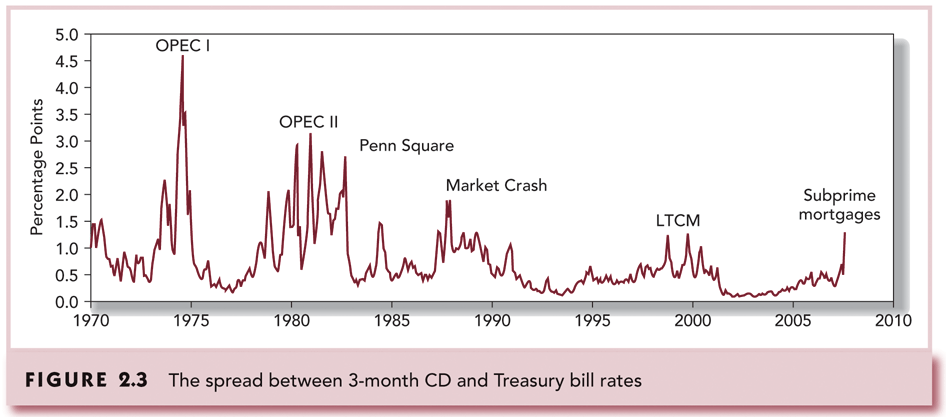 Percentage Points
5.0
4.5
4.0
3.5
3.0
2.5
2.0
1.5
1.0
0.5
0.0
OPEC I
OPEC II
Penn Square
Market Crash
LTCM
Subprime
mortgages
1970 1975 1980 1985 1990 1995 2000 2005 2010
FIGURE 2.3 The spread between 3-month CD and Treasury bill rates